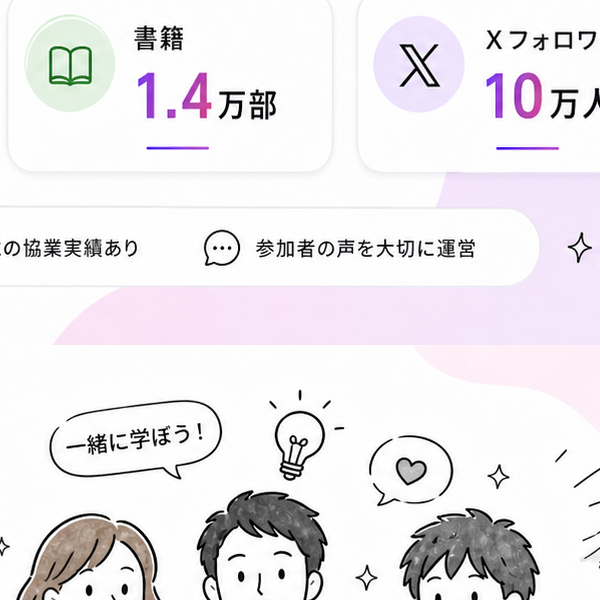 書籍
1.4万部
Xフォロワ
10万人
の協業実績あり
参加者の声を大切に運営
一緒に学ぼう！